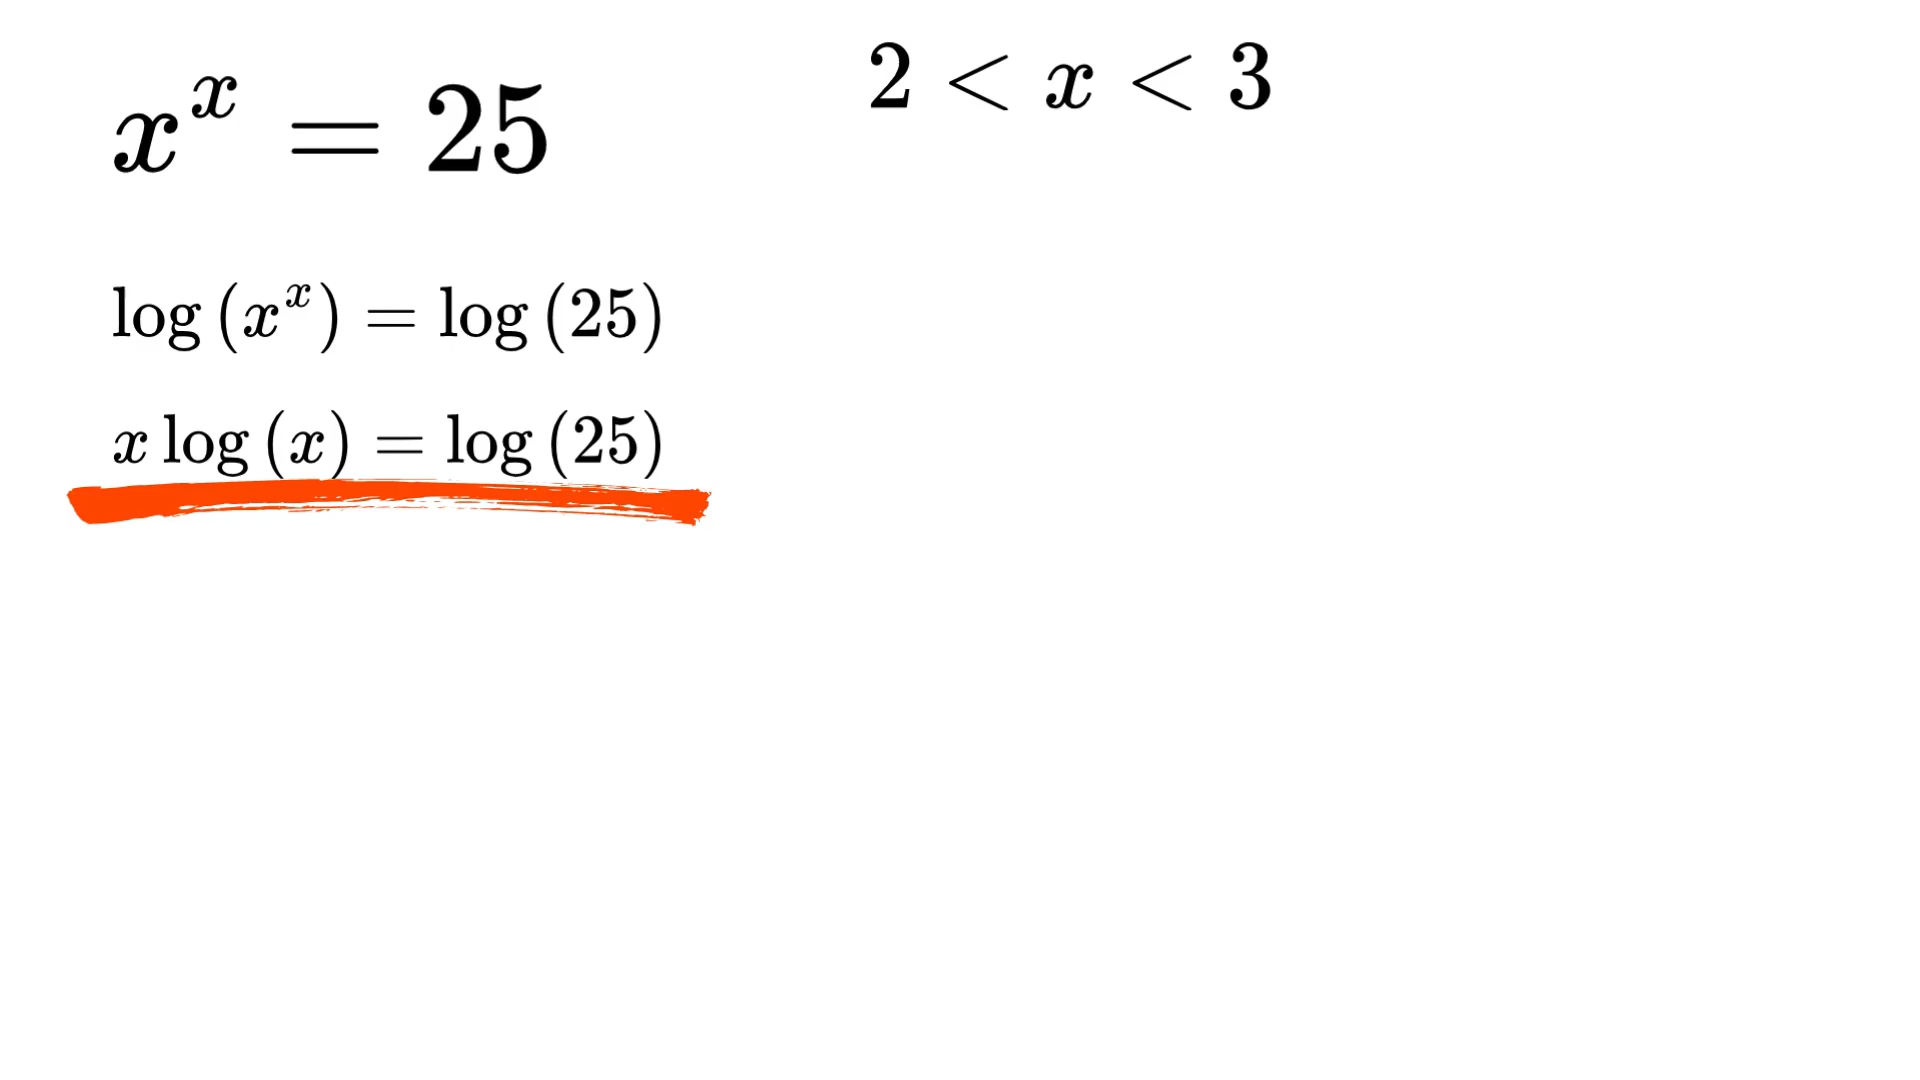 x^x = 25
2 < x < 3
log (x^x) = log (25)
x log (x) = log (25)